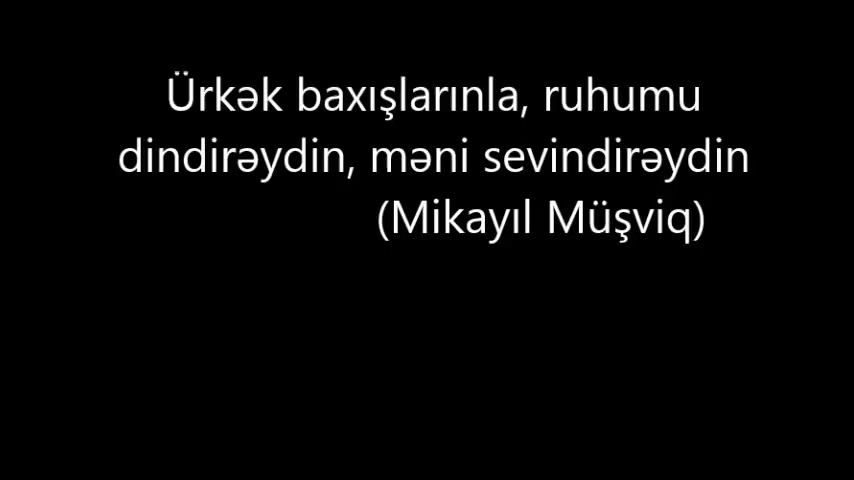 Ürkək baxışlarınla, ruhumu
dindirəydin, məni sevindirəydin
(Mikayıl Müşviq)